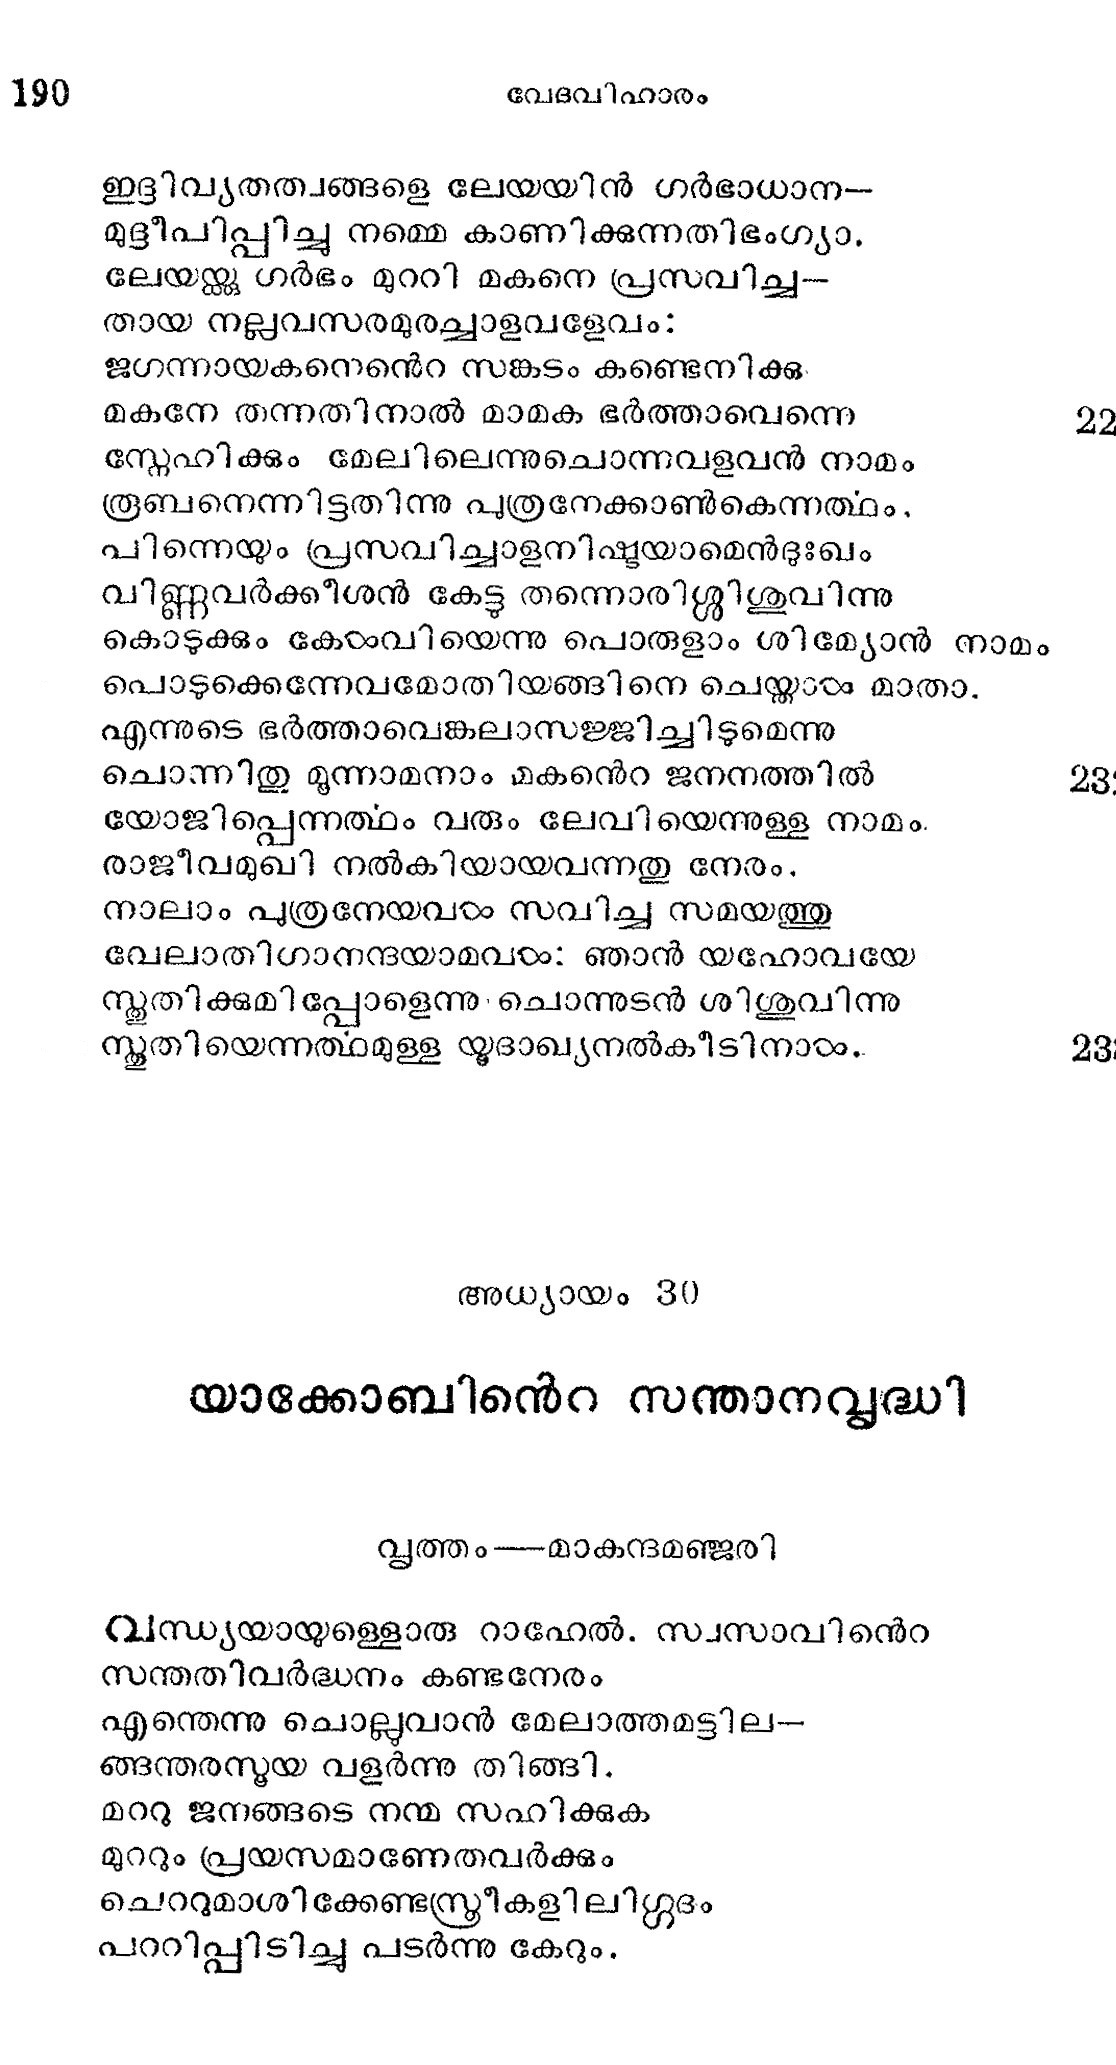 190 വേദവിഹാരം
ഇദ്ദിവ്യതത്വങ്ങളെ ലേയയിൻ ഗർഭാധാന—
മുദ്ദീപിപ്പിച്ചു നമ്മെ കാണിക്കുന്നതിഭംഗ്യാ.
ലേയയ്ക്കു ഗർഭം മുററി മകനെ പ്രസവിച്ച—
തായ നല്ലവസരമുരച്ചാളവളേവം:
ജഗന്നായകനെൻെറ സങ്കടം കണ്ടെനിക്കു
മകനേ തന്നതിനാൽ മാമക ഭർത്താവെന്നെ 22
സ്നേഹിക്കും മേലിലെന്നുചൊന്നവളവൻ നാമം
രൂബനെന്നിട്ടതിന്നു പുത്രനേക്കാൺകെന്നർത്ഥം.
പിന്നെയും പ്രസവിച്ചാളനിഷ്ടയാമെൻദുഃഖം
വിണ്ണവർക്കീശൻ കേട്ടു തന്നൊരിശ്ശിശുവിന്നു
കൊടുക്കും കേൾവിയെന്നു പൊരുളാം ശിമ്യോൻ നാമം
പൊടുക്കെന്നേവമോതിയങ്ങിനെ ചെയ്താൾ മാതാ.
എന്നുടെ ഭർത്താവെങ്കലാസജ്ജിച്ചിടുമെന്നു
ചൊന്നിതു മൂന്നാമനാം മകൻെറ ജനനത്തിൽ 23
യോജിപ്പെന്നർത്ഥം വരും ലേവിയെന്നുള്ള നാമം.
രാജീവമുഖി നൽകിയായവന്നതു നേരം.
നാലാം പുത്രനേയവൾ സവിച്ച സമയത്തു
വേലാതിഗാനന്ദയാമവൾ: ഞാൻ യഹോവയേ
സ്തുതിക്കുമിപ്പോളെന്നു ചൊന്നുടൻ ശിശുവിന്നു
സ്തുതിയെന്നർത്ഥമുള്ള യൂദാഖ്യനൽകീടിനാൾ. 23
അധ്യായം 30
യാക്കോബിൻെറ സന്താനവൃദ്ധി
വൃത്തം——മാകന്ദമഞ്ജരി
വന്ധ്യയായുള്ളൊരു റാഹേൽ. സ്വസാവിൻെറ
സന്തതിവർദ്ധനം കണ്ടനേരം
എന്തെന്നു ചൊല്ലുവാൻ മേലാത്തമട്ടില—
ങ്ങന്തരസൂയ വളർന്നു തിങ്ങി.
മററു ജനങ്ങടെ നന്മ സഹിക്കുക
മുററും പ്രയസമാണേതവർക്കും
ചെററുമാശിക്കേണ്ടസ്ത്രീകളിലിഗ്ഗദം
പററിപ്പിടിച്ചു പടർന്നു കേറും.